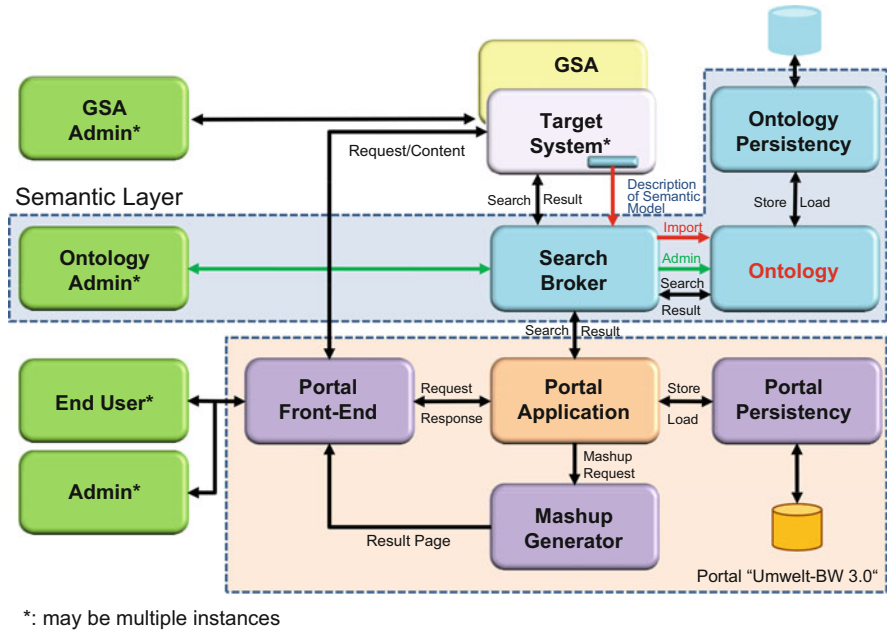 GSA
GSA
Admin*
Target
System*
Ontology
Persistency
Request/Content
Semantic Layer
Search
Result
Description
of Semantic
Model
Store
Load
Import
Ontology
Admin*
Search
Broker
Admin
Ontology
Search
Result
Search
Result
End User*
Portal
Front-End
Request
Response
Portal
Application
Store
Load
Portal
Persistency
Admin*
Mashup
Request
Result Page
Mashup
Generator
Portal “Umwelt-BW 3.0“
*: may be multiple instances